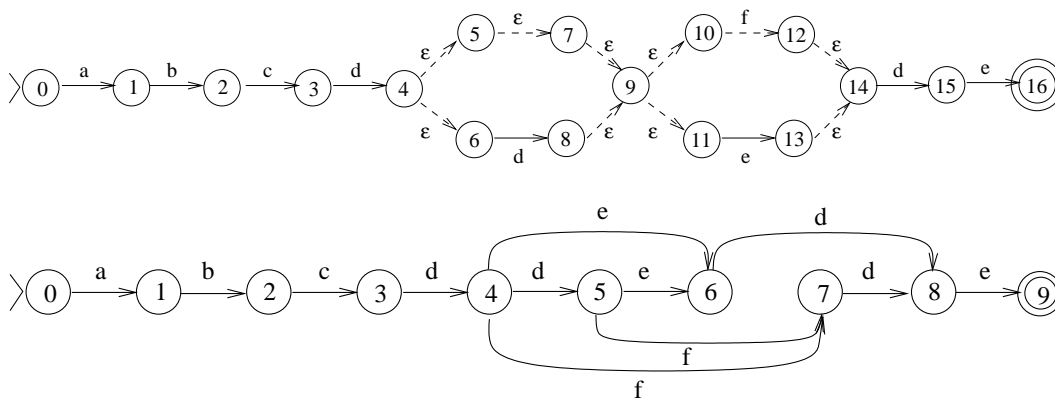 ε 5 ε 7 ε ε 10 f 12 ε
0 a 1 b 2 c 3 d 4 9 14 d 15 e 16
ε 6 d 8 ε ε 11 e 13 ε
e d
0 a 1 b 2 c 3 d 4 d 5 e 6 7 d 8 e 9
f
f